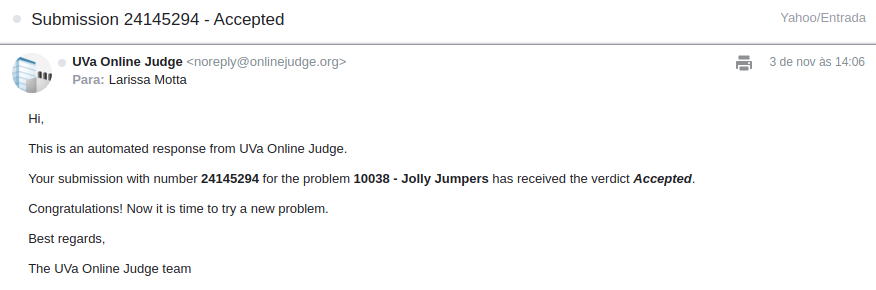 Submission 24145294 - Accepted
Yahoo/Entrada
UVa Online Judge <noreply@onlinejudge.org>
3 de nov às 14:06
Para: Larissa Motta
Hi,
This is an automated response from UVa Online Judge.
Your submission with number 24145294 for the problem 10038 - Jolly Jumpers has received the verdict Accepted.
Congratulations! Now it is time to try a new problem.
Best regards,
The UVa Online Judge team